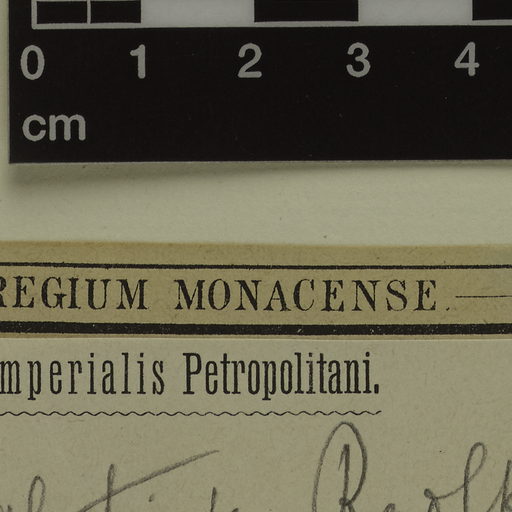 0 1 2 3 4
cm
REGIUM MONACENSE.
mperialis Petropolitani.